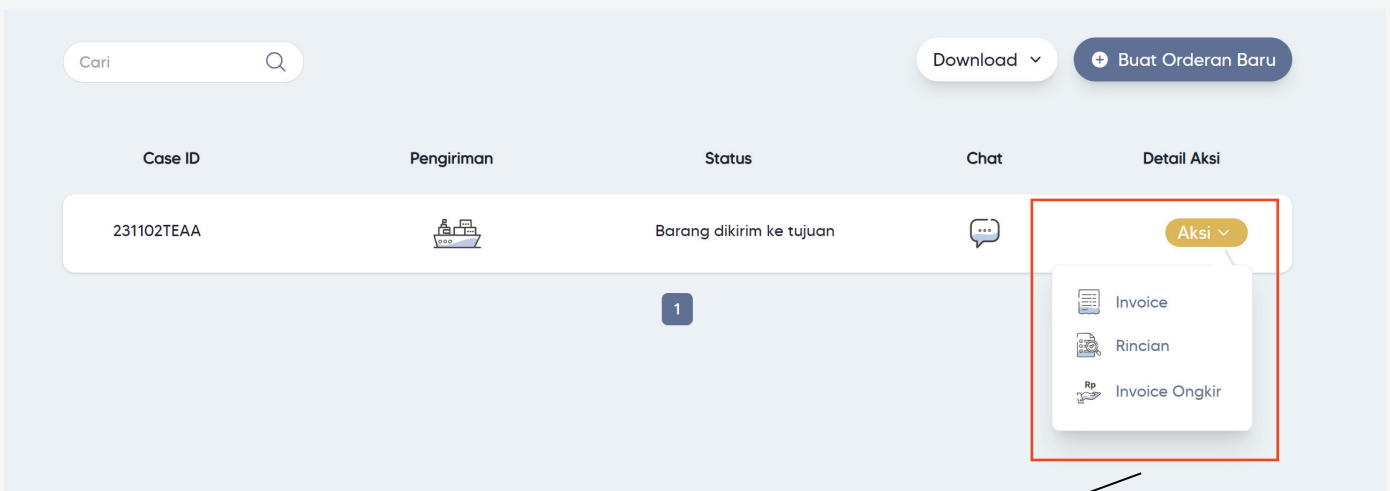 Cari
Download
Buat Orderan Baru
Case ID Pengiriman Status Chat Detail Aksi
231102TEAA Barang dikirim ke tujuan Aksi
1
Invoice
Rincian
Rp
Invoice Ongkir